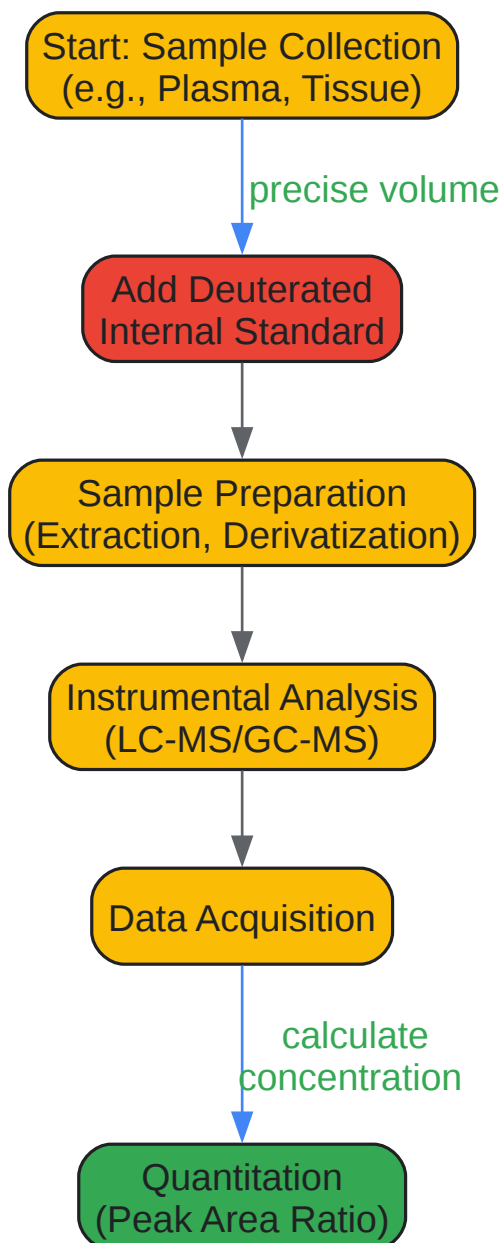 Start: Sample Collection
(e.g., Plasma, Tissue)
precise volume
Add Deuterated
Internal Standard
Sample Preparation
(Extraction, Derivatization)
Instrumental Analysis
(LC-MS/GC-MS)
Data Acquisition
calculate
concentration
Quantitation
(Peak Area Ratio)